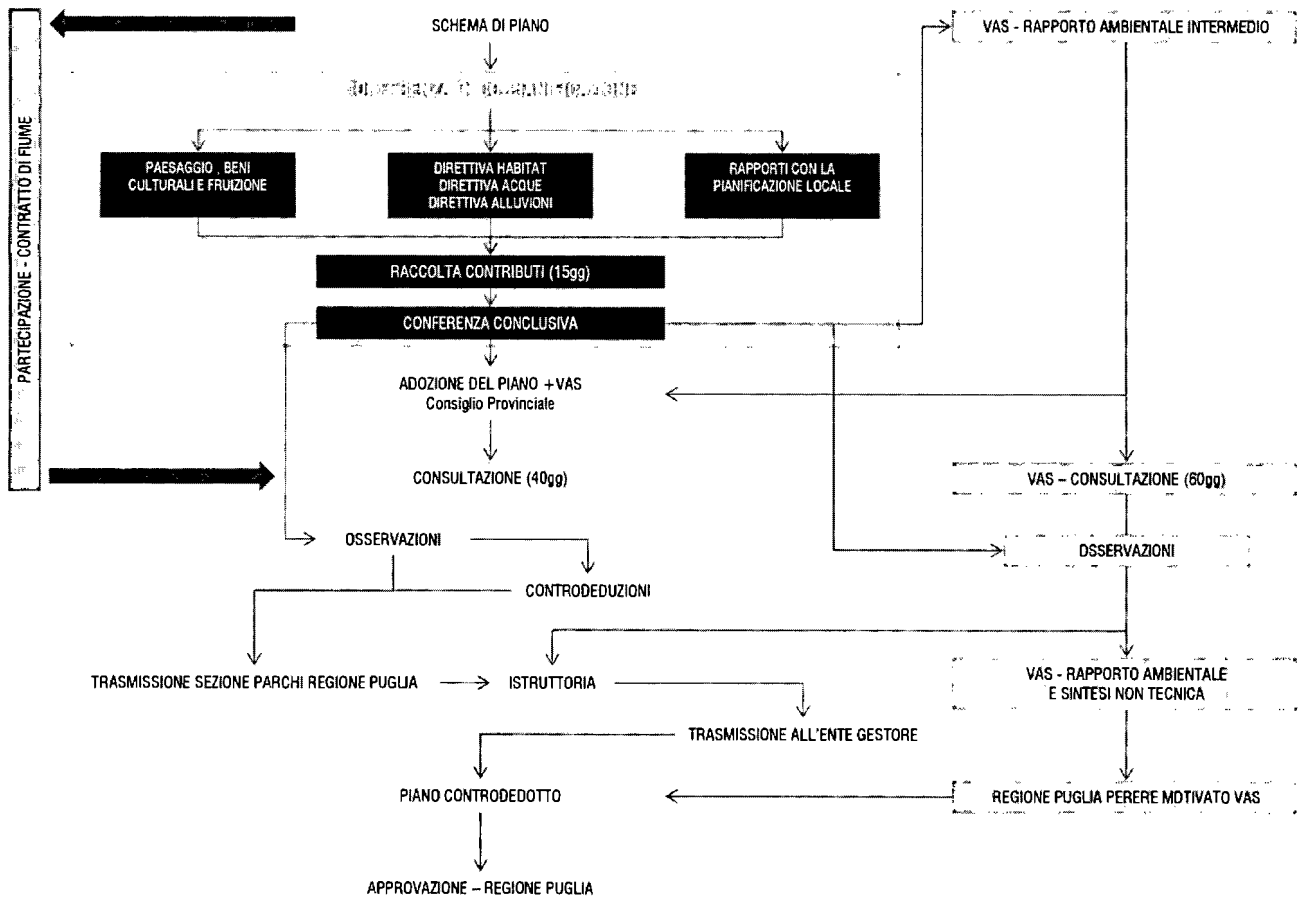 PARTECIPAZIONE - CONTRATTO DI FIUME
SCHEMA DI PIANO
VAS - RAPPORTO AMBIENTALE INTERMEDIO
PAESAGGIO , BENI
CULTURALI E FRUIZIONE
DIRETTIVA HABITAT
DIRETTIVA ACQUE
DIRETTIVA ALLUVIONI
RAPPORTI CON LA
PIANIFICAZIONE LOCALE
RACCOLTA CONTRIBUTI (15gg)
CONFERENZA CONCLUSIVA
ADOZIONE DEL PIANO +VAS
Consiglio Provinciale
CONSULTAZIONE (40gg)
VAS – CONSULTAZIONE (60gg)
OSSERVAZIONI
OSSERVAZIONI
CONTRODEDUZIONI
TRASMISSIONE SEZIONE PARCHI REGIONE PUGLIA
ISTRUTTORIA
VAS - RAPPORTO AMBIENTALE
E SINTESI NON TECNICA
TRASMISSIONE ALL'ENTE GESTORE
PIANO CONTRODEDOTTO
REGIONE PUGLIA PERERE MOTIVATO VAS
APPROVAZIONE – REGIONE PUGLIA